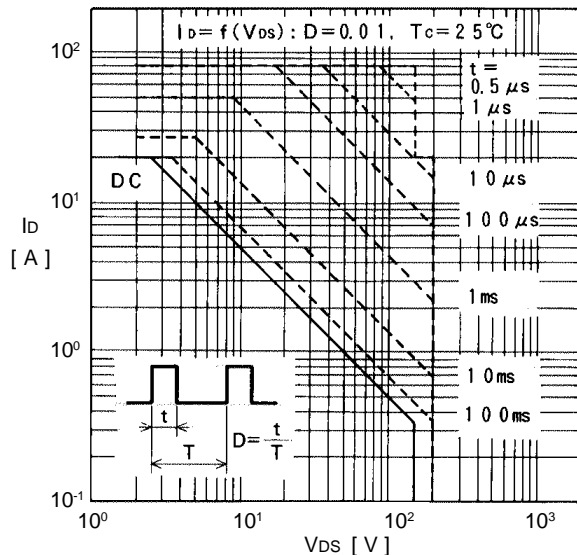 ID=f(VDS): D=0.01, TC=25℃
10²
t=
0.5 μs
1 μs
DC
10 μs
10¹
100 μs
ID
[ A ]
1ms
10⁰
10ms
100ms
t
T
D=t/T
10⁻¹
10⁰
10¹
10²
10³
VDS [ V ]